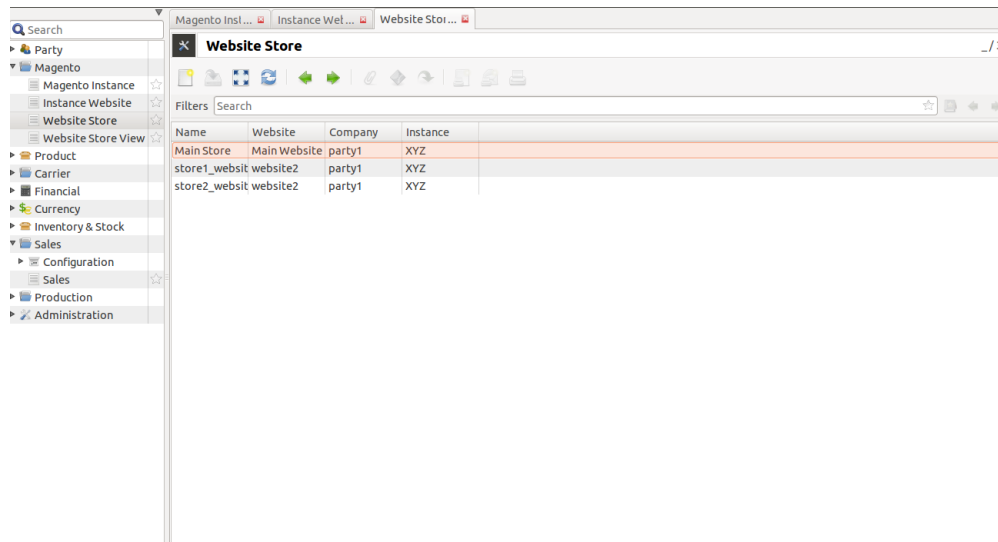 Magento Inst... Instance Wel... Website Stor...
Search
Party
Magento
Magento Instance
Instance Website
Website Store
Website Store View
Product
Carrier
Financial
Currency
Inventory & Stock
Sales
Configuration
Sales
Production
Administration
Website Store
_/
Filters Search
Name Website Company Instance
Main Store Main Website party1 XYZ
store1_websit website2 party1 XYZ
store2_websit website2 party1 XYZ